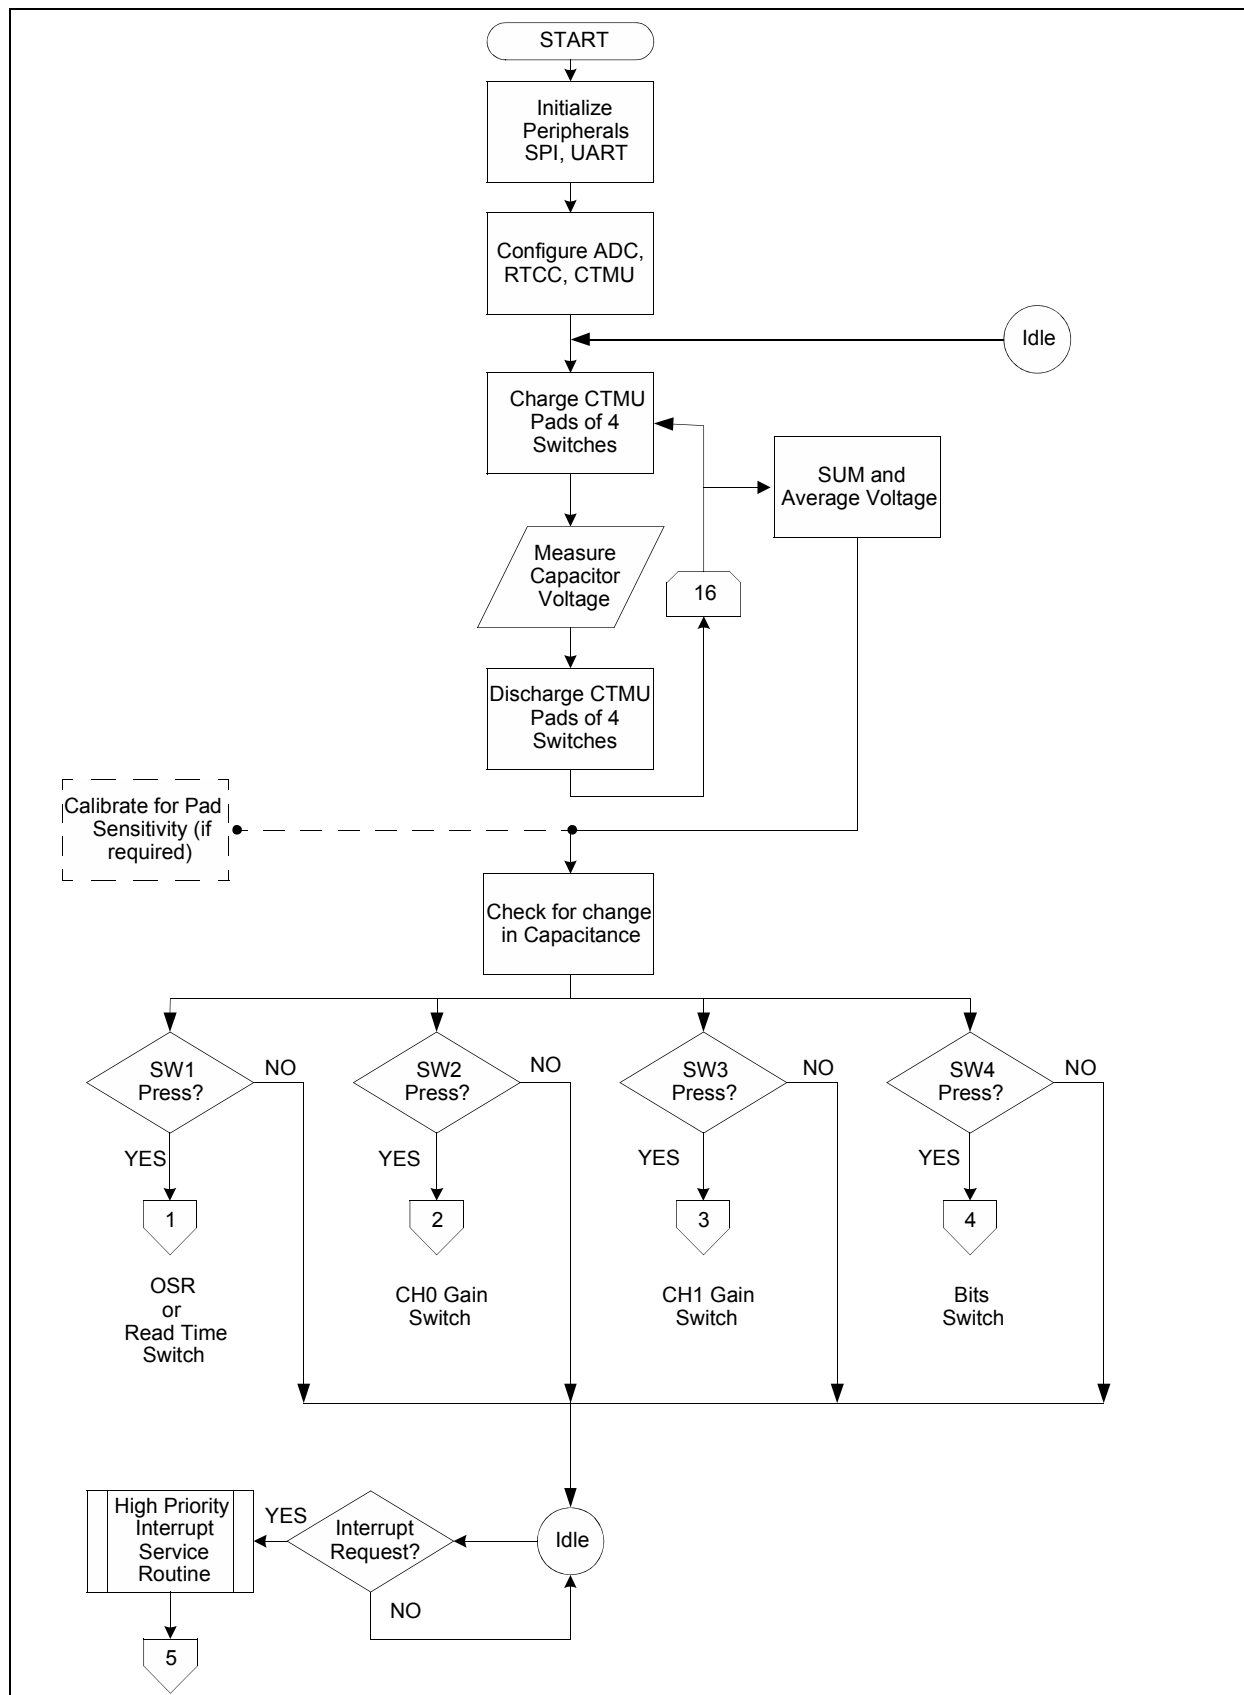 START
Initialize
Peripherals
SPI, UART
Configure ADC,
RTCC, CTMU
Idle
Charge CTMU
Pads of 4
Switches
SUM and
Average Voltage
Measure
Capacitor
Voltage
16
Discharge CTMU
Pads of 4
Switches
Calibrate for Pad
Sensitivity (if
required)
Check for change
in Capacitance
SW1
Press?
NO
SW2
Press?
NO
SW3
Press?
NO
SW4
Press?
NO
YES
YES
YES
YES
1
2
3
4
OSR
or
Read Time
Switch
CH0 Gain
Switch
CH1 Gain
Switch
Bits
Switch
High Priority
Interrupt
Service
Routine
YES
Interrupt
Request?
Idle
NO
5